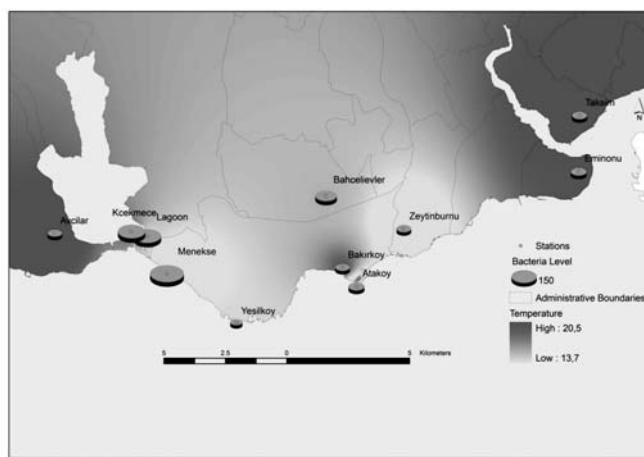 Taksim
N
Eminonu
Bahcelievler
Zeytinburnu
Kcekmece
Lagoon
Avcilar
Menekse
Bakırkoy
Atakoy
Yesilkoy
Stations
Bacteria Level
150
Administrative Boundaries
Temperature
High : 20,5
Low : 13,7
5 2.5 0 5 Kilometers